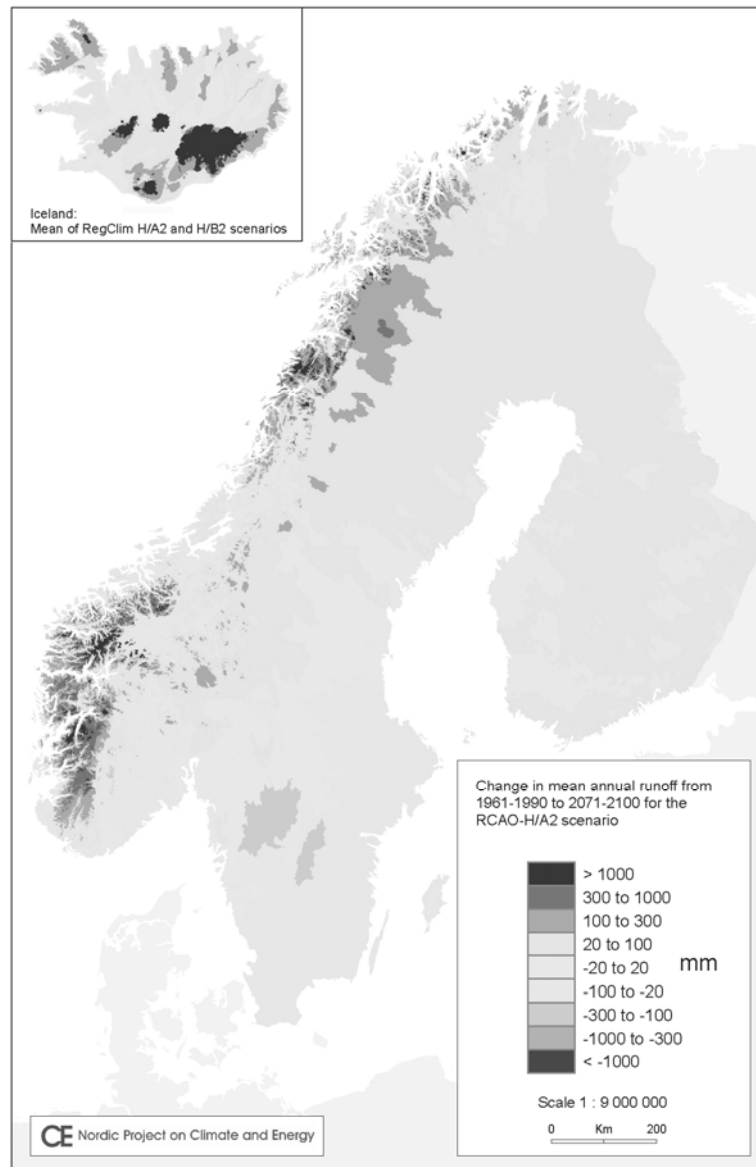 Iceland:
Mean of RegClim H/A2 and H/B2 scenarios
Change in mean annual runoff from
1961-1990 to 2071-2100 for the
RCAO-H/A2 scenario
> 1000
300 to 1000
100 to 300
20 to 100
-20 to 20
mm
-100 to -20
-300 to -100
-1000 to -300
< -1000
Scale 1 : 9 000 000
0 Km 200
CE Nordic Project on Climate and Energy